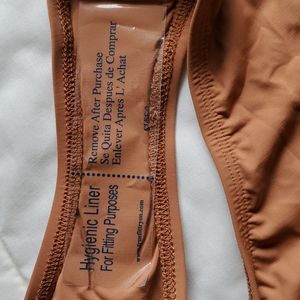 Remove After Purchase
Se Quita Despues de Comprar
Enlever Apres L' Achat
Hygienic Liner
For Fitting Purposes